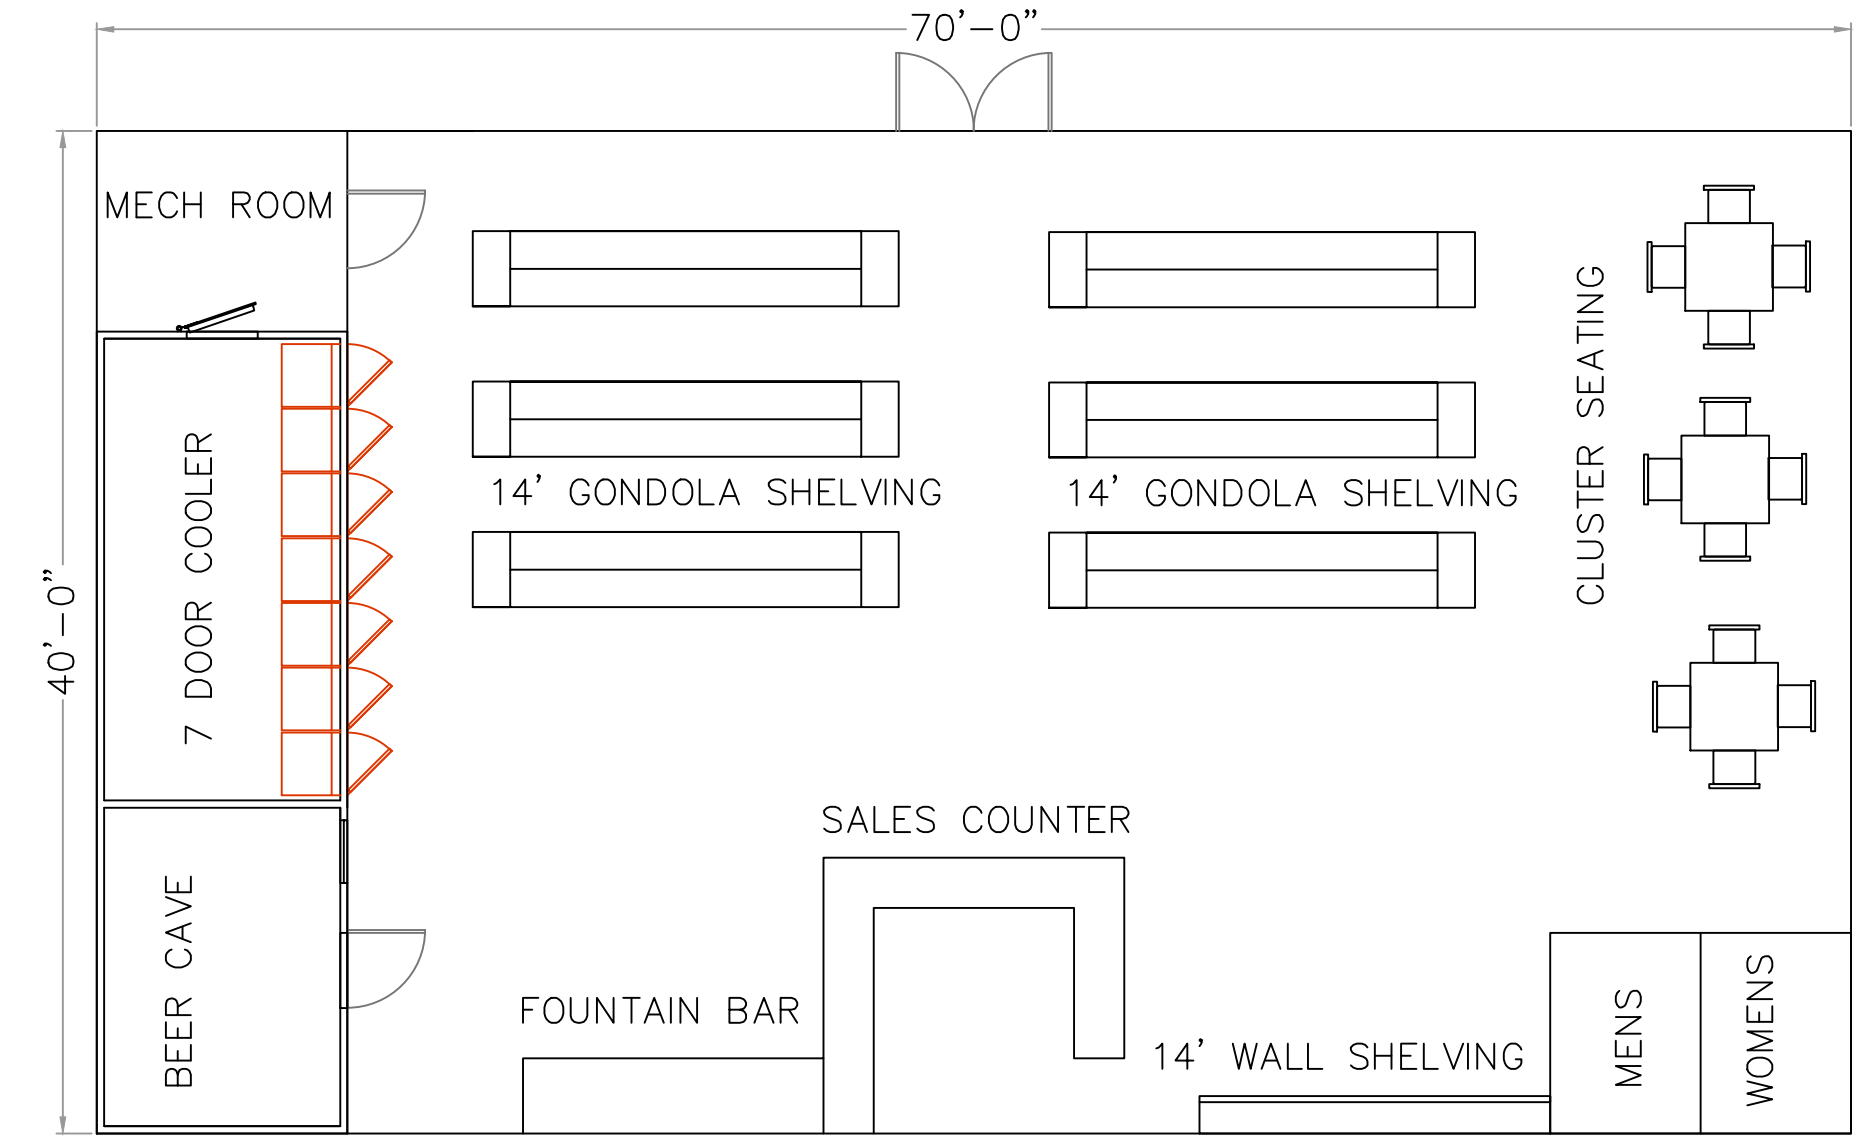 70'-0"
MECH ROOM
40'-0"
7 DOOR COOLER
BEER CAVE
14' GONDOLA SHELVING
14' GONDOLA SHELVING
CLUSTER SEATING
SALES COUNTER
FOUNTAIN BAR
14' WALL SHELVING
MENS
WOMENS